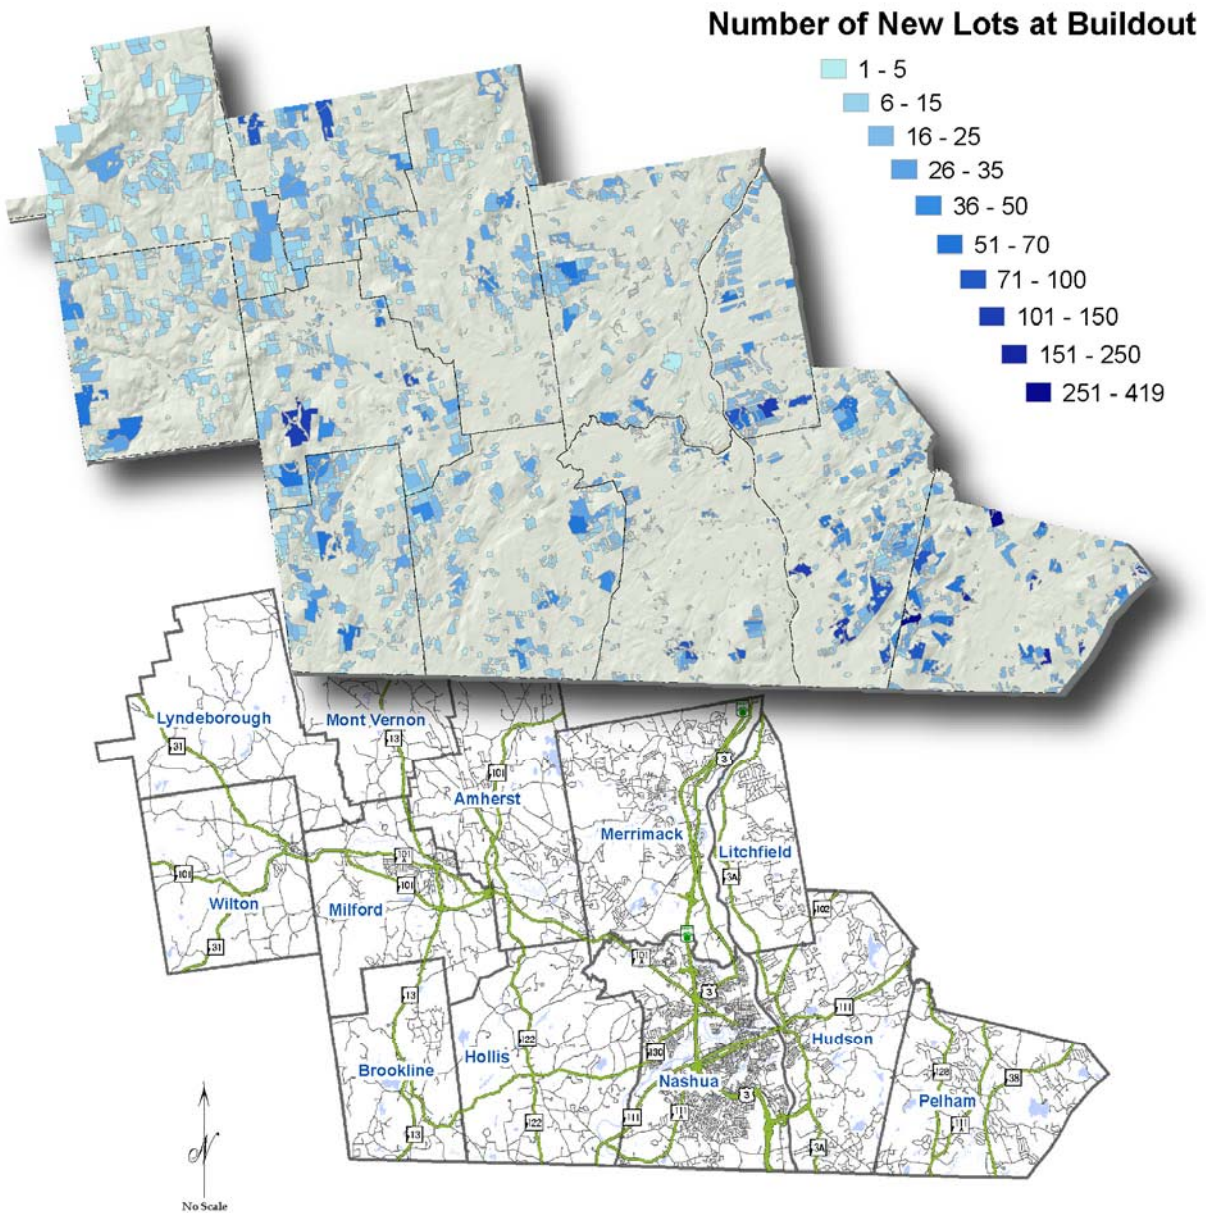 Number of New Lots at Buildout
1 - 5
6 - 15
16 - 25
26 - 35
36 - 50
51 - 70
71 - 100
101 - 150
151 - 250
251 - 419
Lyndeborough
Mont Vernon
31
13
3
101
Amherst
Merrimack
Litchfield
101
A
3A
101
101
Wilton
Milford
102
31
101
A
13
3
111
122
Hudson
Hollis
130
Brookline
Nashua
128
38
3
Pelham
111
111
122
111
13
3A
N
No Scale